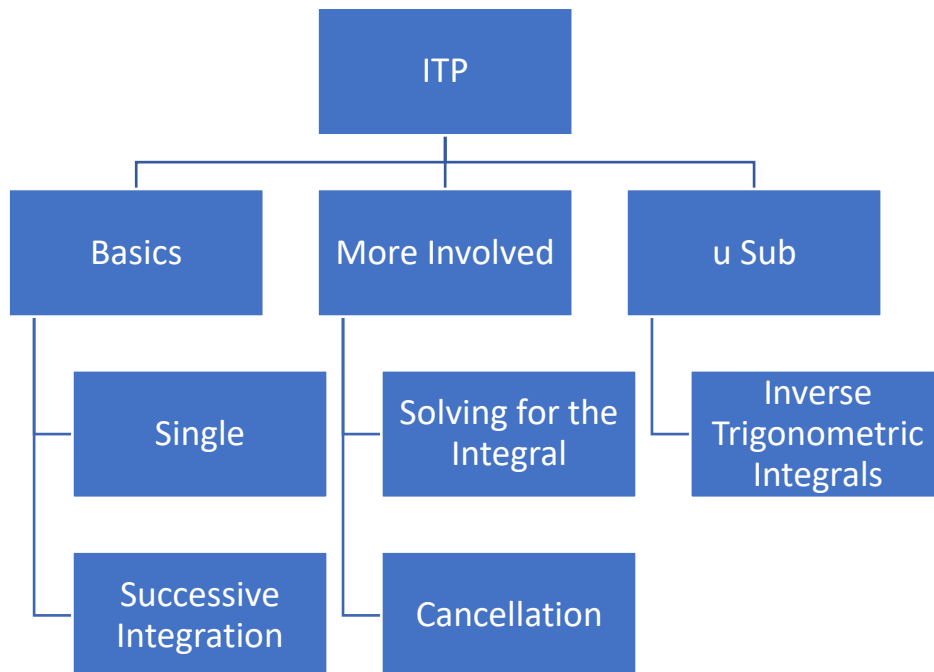 ITP
Basics
More Involved
u Sub
Single
Solving for the
Integral
Inverse
Trigonometric
Integrals
Successive
Integration
Cancellation